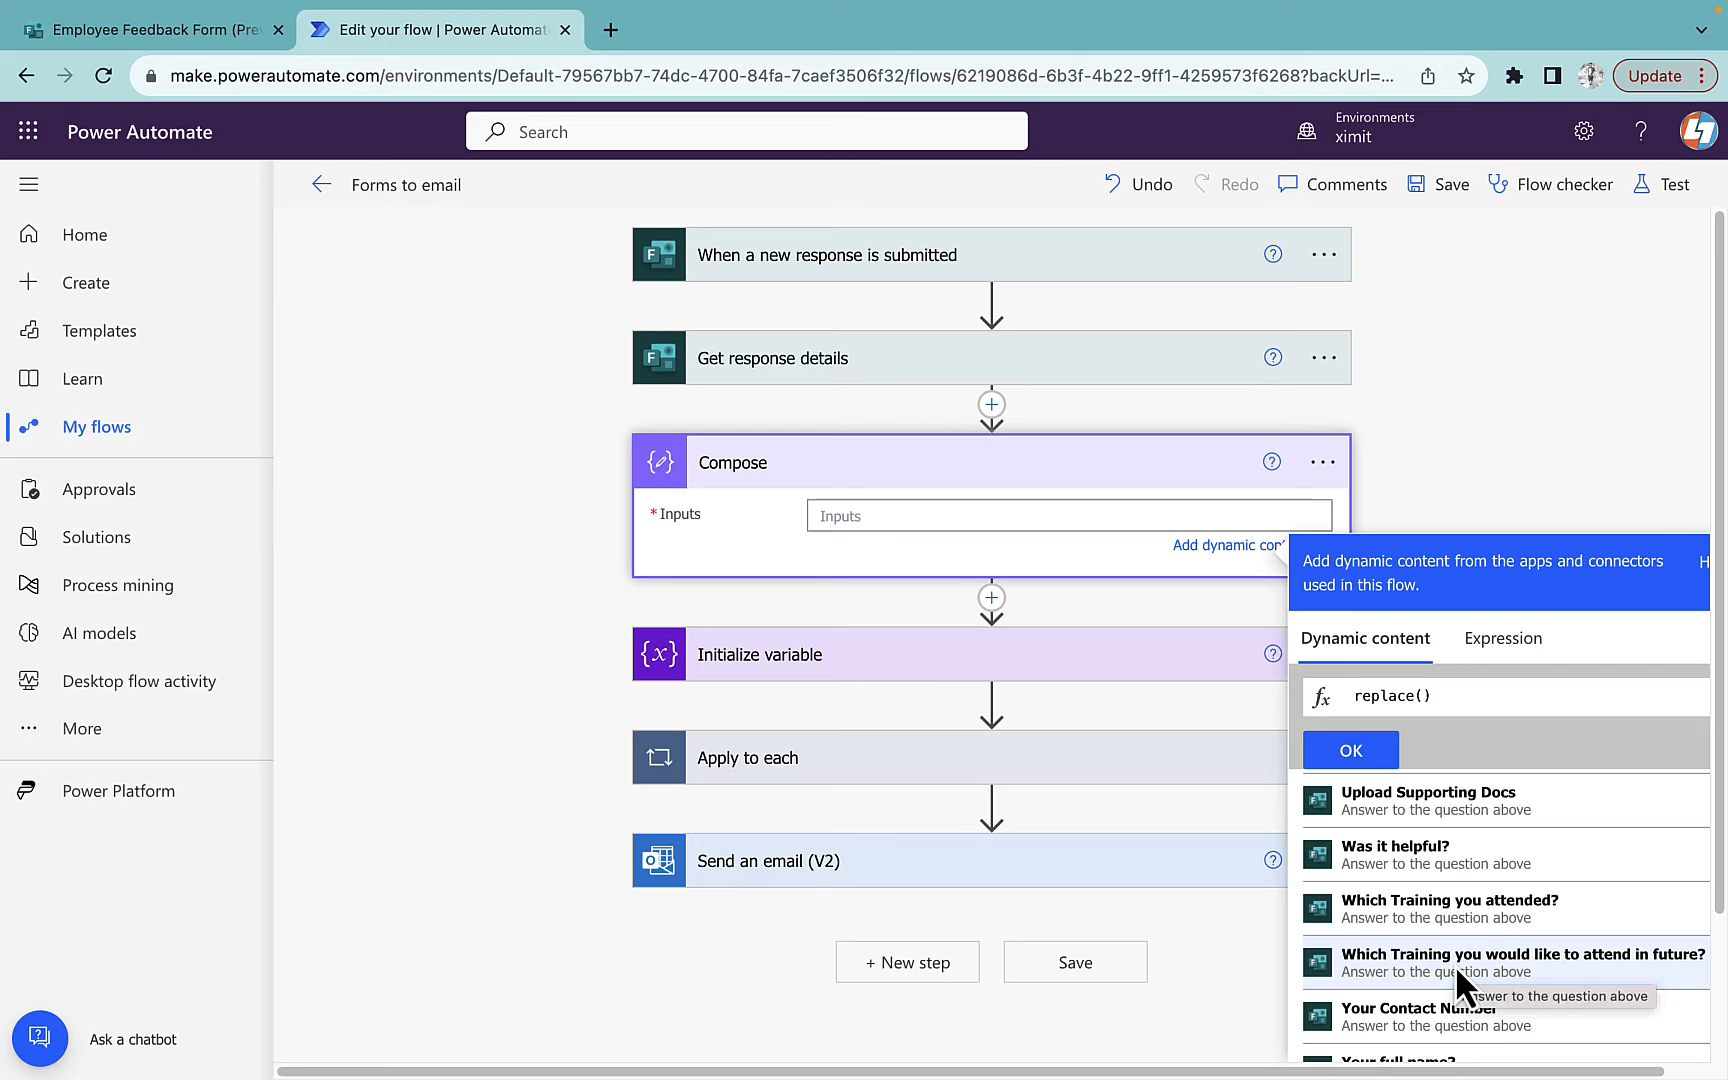 Employee Feedback Form (Pre
Edit your flow | Power Automat
make.powerautomate.com/environments/Default-79567bb7-74dc-4700-84fa-7caef3506f32/flows/6219086d-6b3f-4b22-9ff1-4259573f6268?backUrl=...
Update
Power Automate
Search
Environments
ximit
Forms to email
Undo
Redo
Comments
Save
Flow checker
Test
Home
Create
Templates
Learn
My flows
Approvals
Solutions
Process mining
AI models
Desktop flow activity
More
Power Platform
Ask a chatbot
When a new response is submitted
Get response details
Compose
* Inputs
Inputs
Add dynamic con
Initialize variable
Apply to each
Send an email (V2)
+ New step
Save
Add dynamic content from the apps and connectors
used in this flow.
H
Dynamic content
Expression
fx replace()
OK
Upload Supporting Docs
Answer to the question above
Was it helpful?
Answer to the question above
Which Training you attended?
Answer to the question above
Which Training you would like to attend in future?
Answer to the question above
swer to the question above
Your Contact Number
Answer to the question above
Your full name?